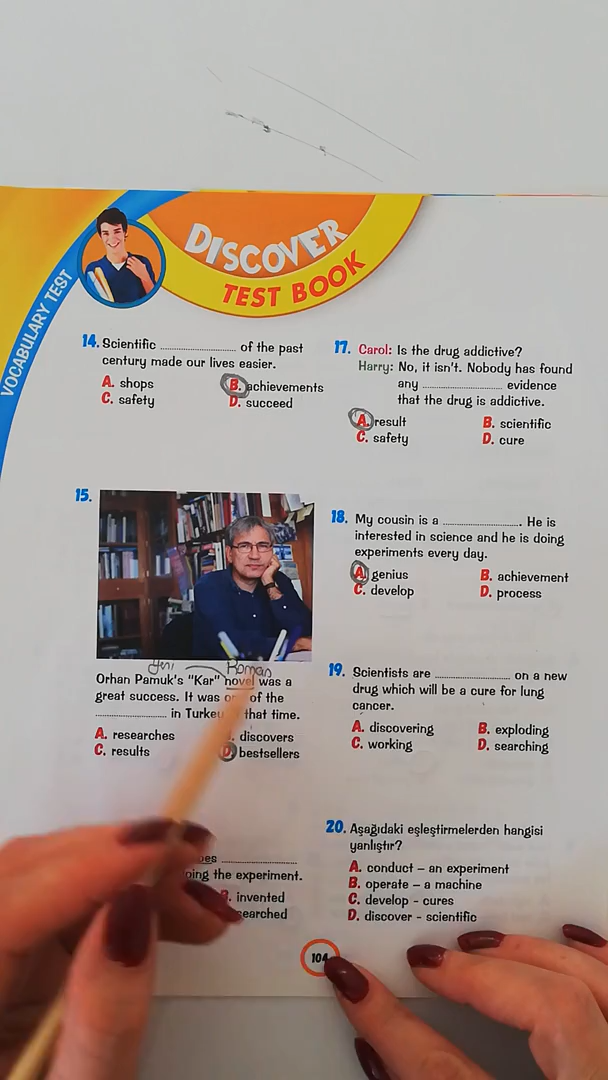 DISCOVER
TEST BOOK
VOCABULARY TEST
14. Scientific ........................ of the past
century made our lives easier.
A. shops
B. achievements
C. safety
D. succeed
15.
Yeni Roman
Orhan Pamuk's "Kar" novel was a
great success. It was one of the
........................ in Turkey that time.
A. researches
discovers
C. results
D. bestsellers
........................
the experiment.
B. invented
17. Carol: Is the drug addictive?
Harry: No, it isn't. Nobody has found
any ........................ evidence
that the drug is addictive.
A. result
B. scientific
C. safety
D. cure
18. My cousin is a ......................... He is
interested in science and he is doing
experiments every day.
A. genius
B. achievement
C. develop
D. process
19. Scientists are ........................ on a new
drug which will be a cure for lung
cancer.
A. discovering
B. exploding
C. working
D. searching
20. Aşağıdaki eşleştirmelerden hangisi
yanlıştır?
A. conduct – an experiment
B. operate – a machine
C. develop - cures
D. discover - scientific
104